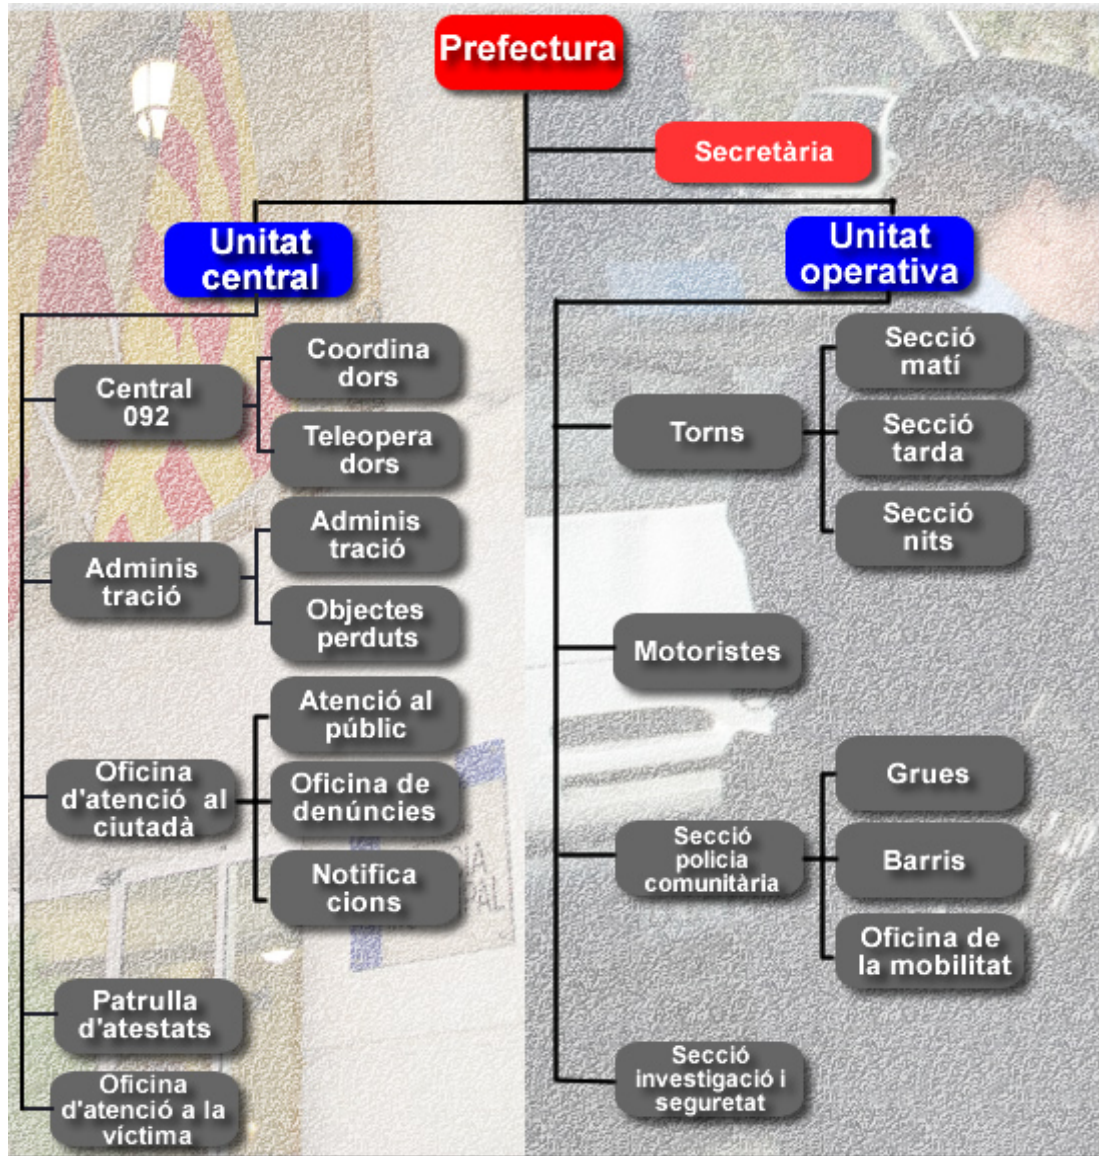 Prefectura
Secretària
Unitat
central
Central
092
Coordina
dors
Teleopera
dors
Adminis
tració
Adminis
tració
Objectes
perduts
Oficina
d'atenció al
ciutadà
Atenció al
públic
Oficina de
denúncies
Notifica
cions
Patrulla
d'atestats
Oficina
d'atenció a la
víctima
Unitat
operativa
Torns
Secció
matí
Secció
tarda
Secció
nits
Motoristes
Secció
policia
comunitària
Grues
Barris
Oficina de
la mobilitat
Secció
investigació i
seguretat